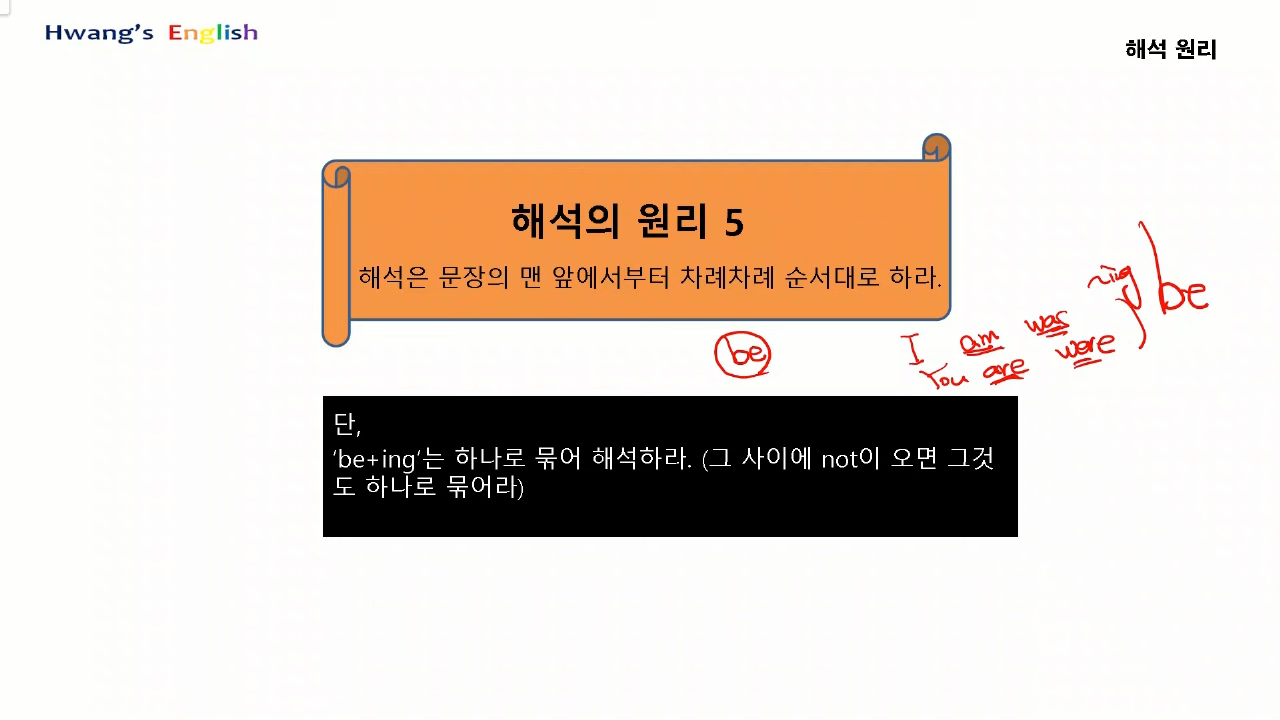 Hwang's English
해석 원리
해석의 원리 5
해석은 문장의 맨 앞에서부터 차례차례 순서대로 하라.
~ing
be
be
I am was
You are were
단,
‘be+ing‘는 하나로 묶어 해석하라. (그 사이에 not이 오면 그것
도 하나로 묶어라)